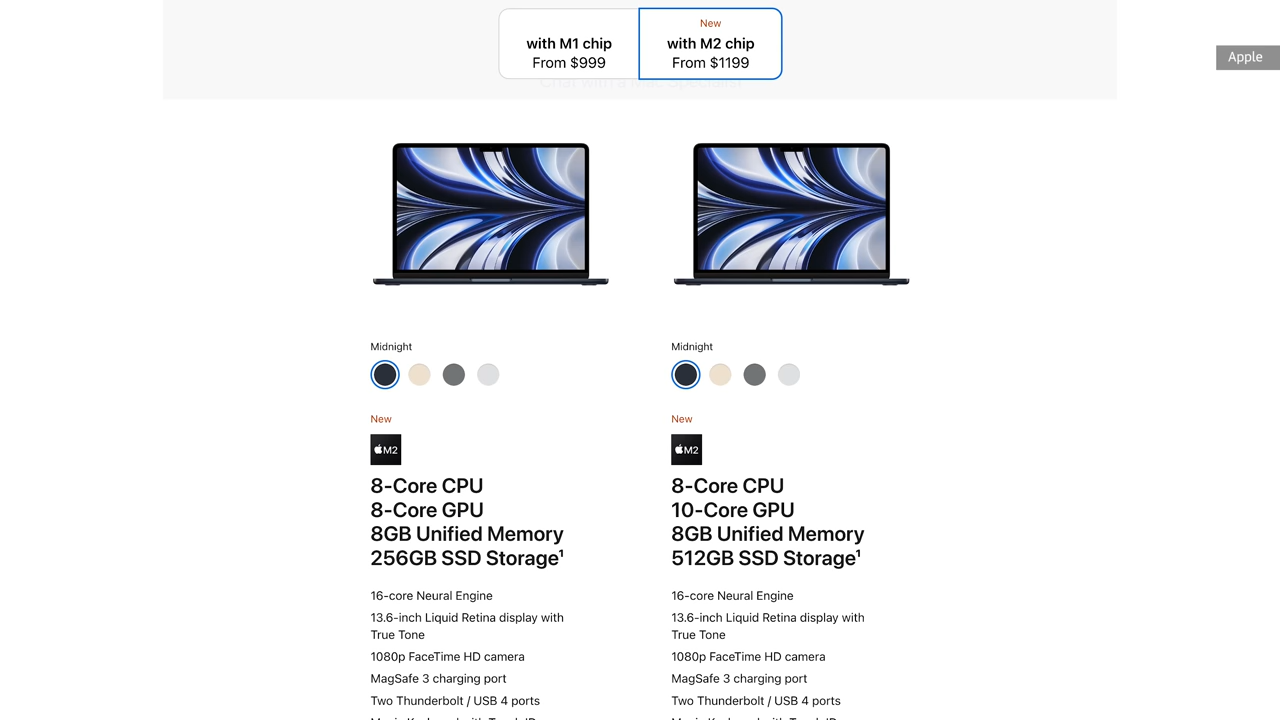 New
with M1 chip
with M2 chip
From $999
From $1199
Apple
Chat with a Mac Specialist
Midnight
Midnight
New
New
M2
M2
8-Core CPU
8-Core GPU
8GB Unified Memory
256GB SSD Storage¹
8-Core CPU
10-Core GPU
8GB Unified Memory
512GB SSD Storage¹
16-core Neural Engine
13.6-inch Liquid Retina display with
True Tone
1080p FaceTime HD camera
MagSafe 3 charging port
Two Thunderbolt / USB 4 ports
16-core Neural Engine
13.6-inch Liquid Retina display with
True Tone
1080p FaceTime HD camera
MagSafe 3 charging port
Two Thunderbolt / USB 4 ports